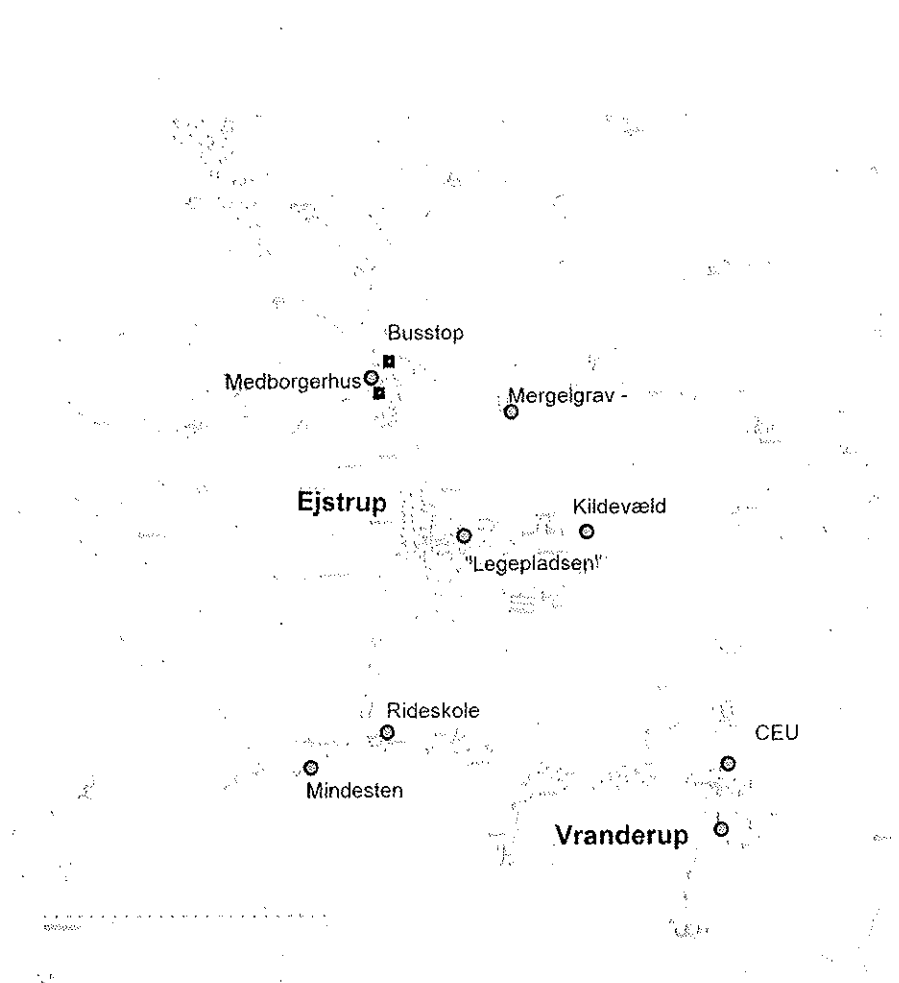 Busstop
Medborgerhus
Mergelgrav -
Ejstrup
Kildevæld
"Legepladsen"
Rideskole
CEU
Mindesten
Vranderup